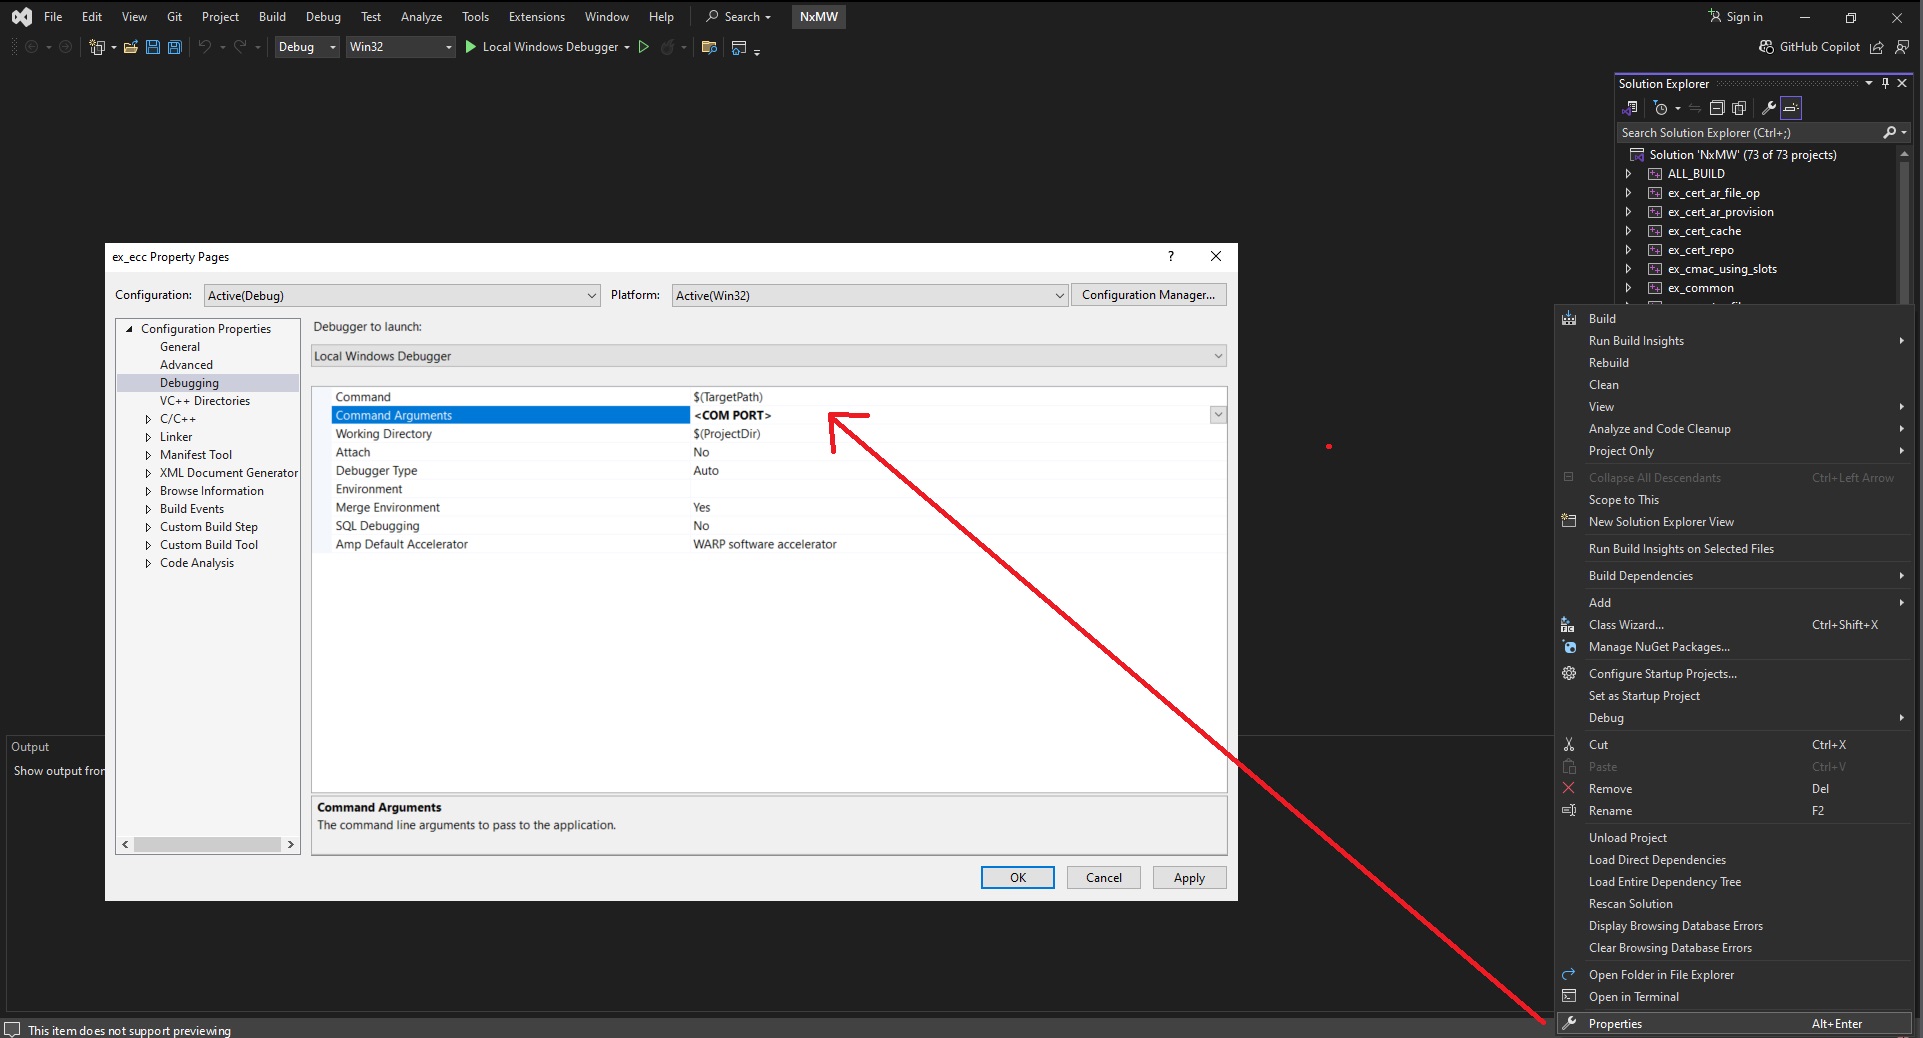 File Edit View Git Project Build Debug Test Analyze Tools Extensions Window Help Search NxMW Sign in
Debug Win32 Local Windows Debugger GitHub Copilot
Solution Explorer
Search Solution Explorer (Ctrl+;)
Solution 'NxMW' (73 of 73 projects)
ALL_BUILD
ex_cert_ar_file_op
ex_cert_ar_provision
ex_cert_cache
ex_cert_repo
ex_cmac_using_slots
ex_common
ex_ecc Property Pages ?
Configuration: Active(Debug) Platform: Active(Win32) Configuration Manager...
Configuration Properties
General
Advanced
Debugging
VC++ Directories
C/C++
Linker
Manifest Tool
XML Document Generator
Browse Information
Build Events
Custom Build Step
Custom Build Tool
Code Analysis
Debugger to launch:
Local Windows Debugger
Command $(TargetPath)
Command Arguments <COM PORT>
Working Directory $(ProjectDir)
Attach No
Debugger Type Auto
Environment
Merge Environment Yes
SQL Debugging No
Amp Default Accelerator WARP software accelerator
Command Arguments
The command line arguments to pass to the application.
OK Cancel Apply
Build
Run Build Insights
Rebuild
Clean
View
Analyze and Code Cleanup
Project Only
Collapse All Descendants Ctrl+Left Arrow
Scope to This
New Solution Explorer View
Run Build Insights on Selected Files
Build Dependencies
Add
Class Wizard... Ctrl+Shift+X
Manage NuGet Packages...
Configure Startup Projects...
Set as Startup Project
Debug
Cut Ctrl+X
Paste Ctrl+V
Remove Del
Rename F2
Unload Project
Load Direct Dependencies
Load Entire Dependency Tree
Rescan Solution
Display Browsing Database Errors
Clear Browsing Database Errors
Open Folder in File Explorer
Open in Terminal
Properties Alt+Enter
Output
Show output from
This item does not support previewing